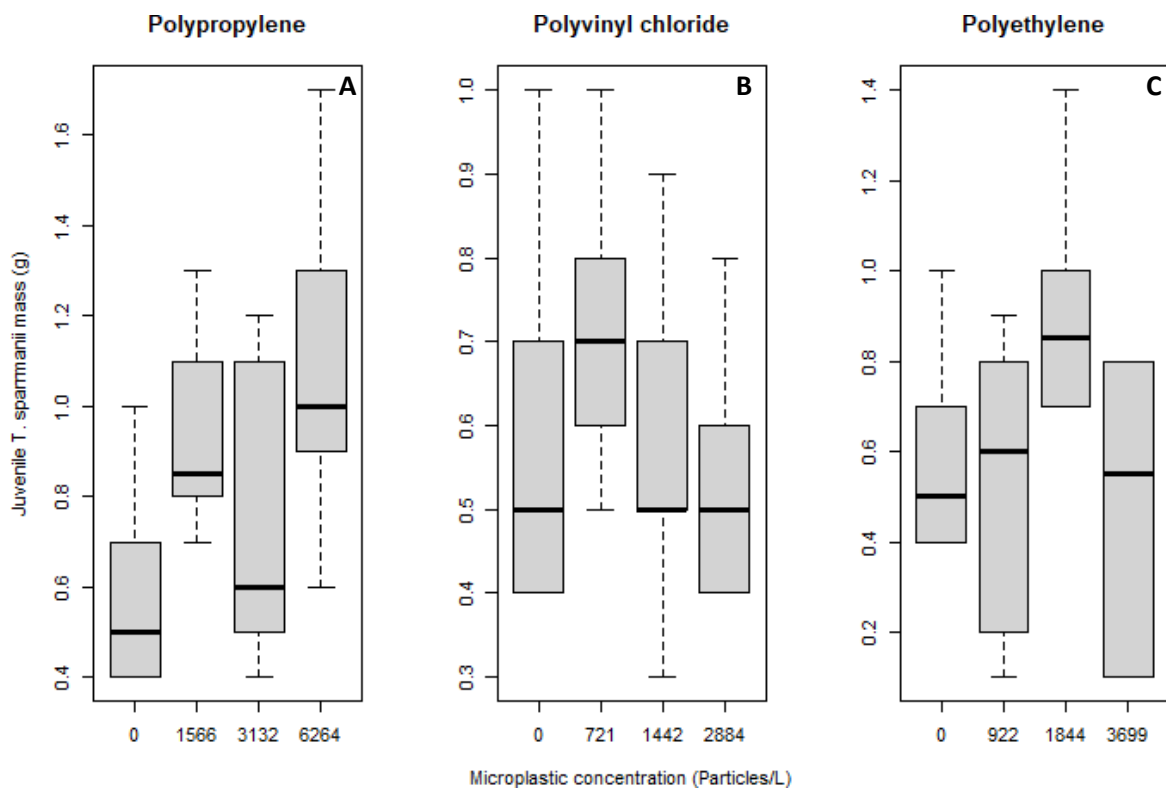 Polypropylene
Polyvinyl chloride
Polyethylene
A
B
C
Juvenile T. sparrmanii mass (g)
0.4
0.6
0.8
1.0
1.2
1.4
1.6
0.3
0.4
0.5
0.6
0.7
0.8
0.9
1.0
0.2
0.4
0.6
0.8
1.0
1.2
1.4
0 1566 3132 6264
0 721 1442 2884
0 922 1844 3699
Microplastic concentration (Particles/L)